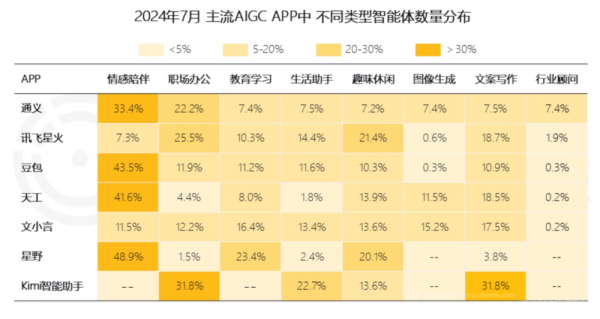 2024年7月 主流AIGC APP中 不同类型智能体数量分布
<5% 5-20% 20-30% > 30%
APP 情感陪伴 职场办公 教育学习 生活助手 趣味休闲 图像生成 文案写作 行业顾问
通义 33.4% 22.2% 7.4% 7.5% 7.2% 7.4% 7.5% 7.4%
讯飞星火 7.3% 25.5% 10.3% 14.4% 21.4% 0.6% 18.7% 1.9%
豆包 43.5% 11.9% 11.2% 11.6% 10.3% 0.3% 10.9% 0.3%
天工 41.6% 4.4% 8.0% 1.8% 13.9% 11.5% 18.5% 0.2%
文小言 11.5% 12.2% 16.4% 13.4% 13.6% 15.2% 17.5% 0.2%
星野 48.9% 1.5% 23.4% 2.4% 20.1% -- 3.8% --
Kimi智能助手 -- 31.8% -- 22.7% 13.6% -- 31.8% --